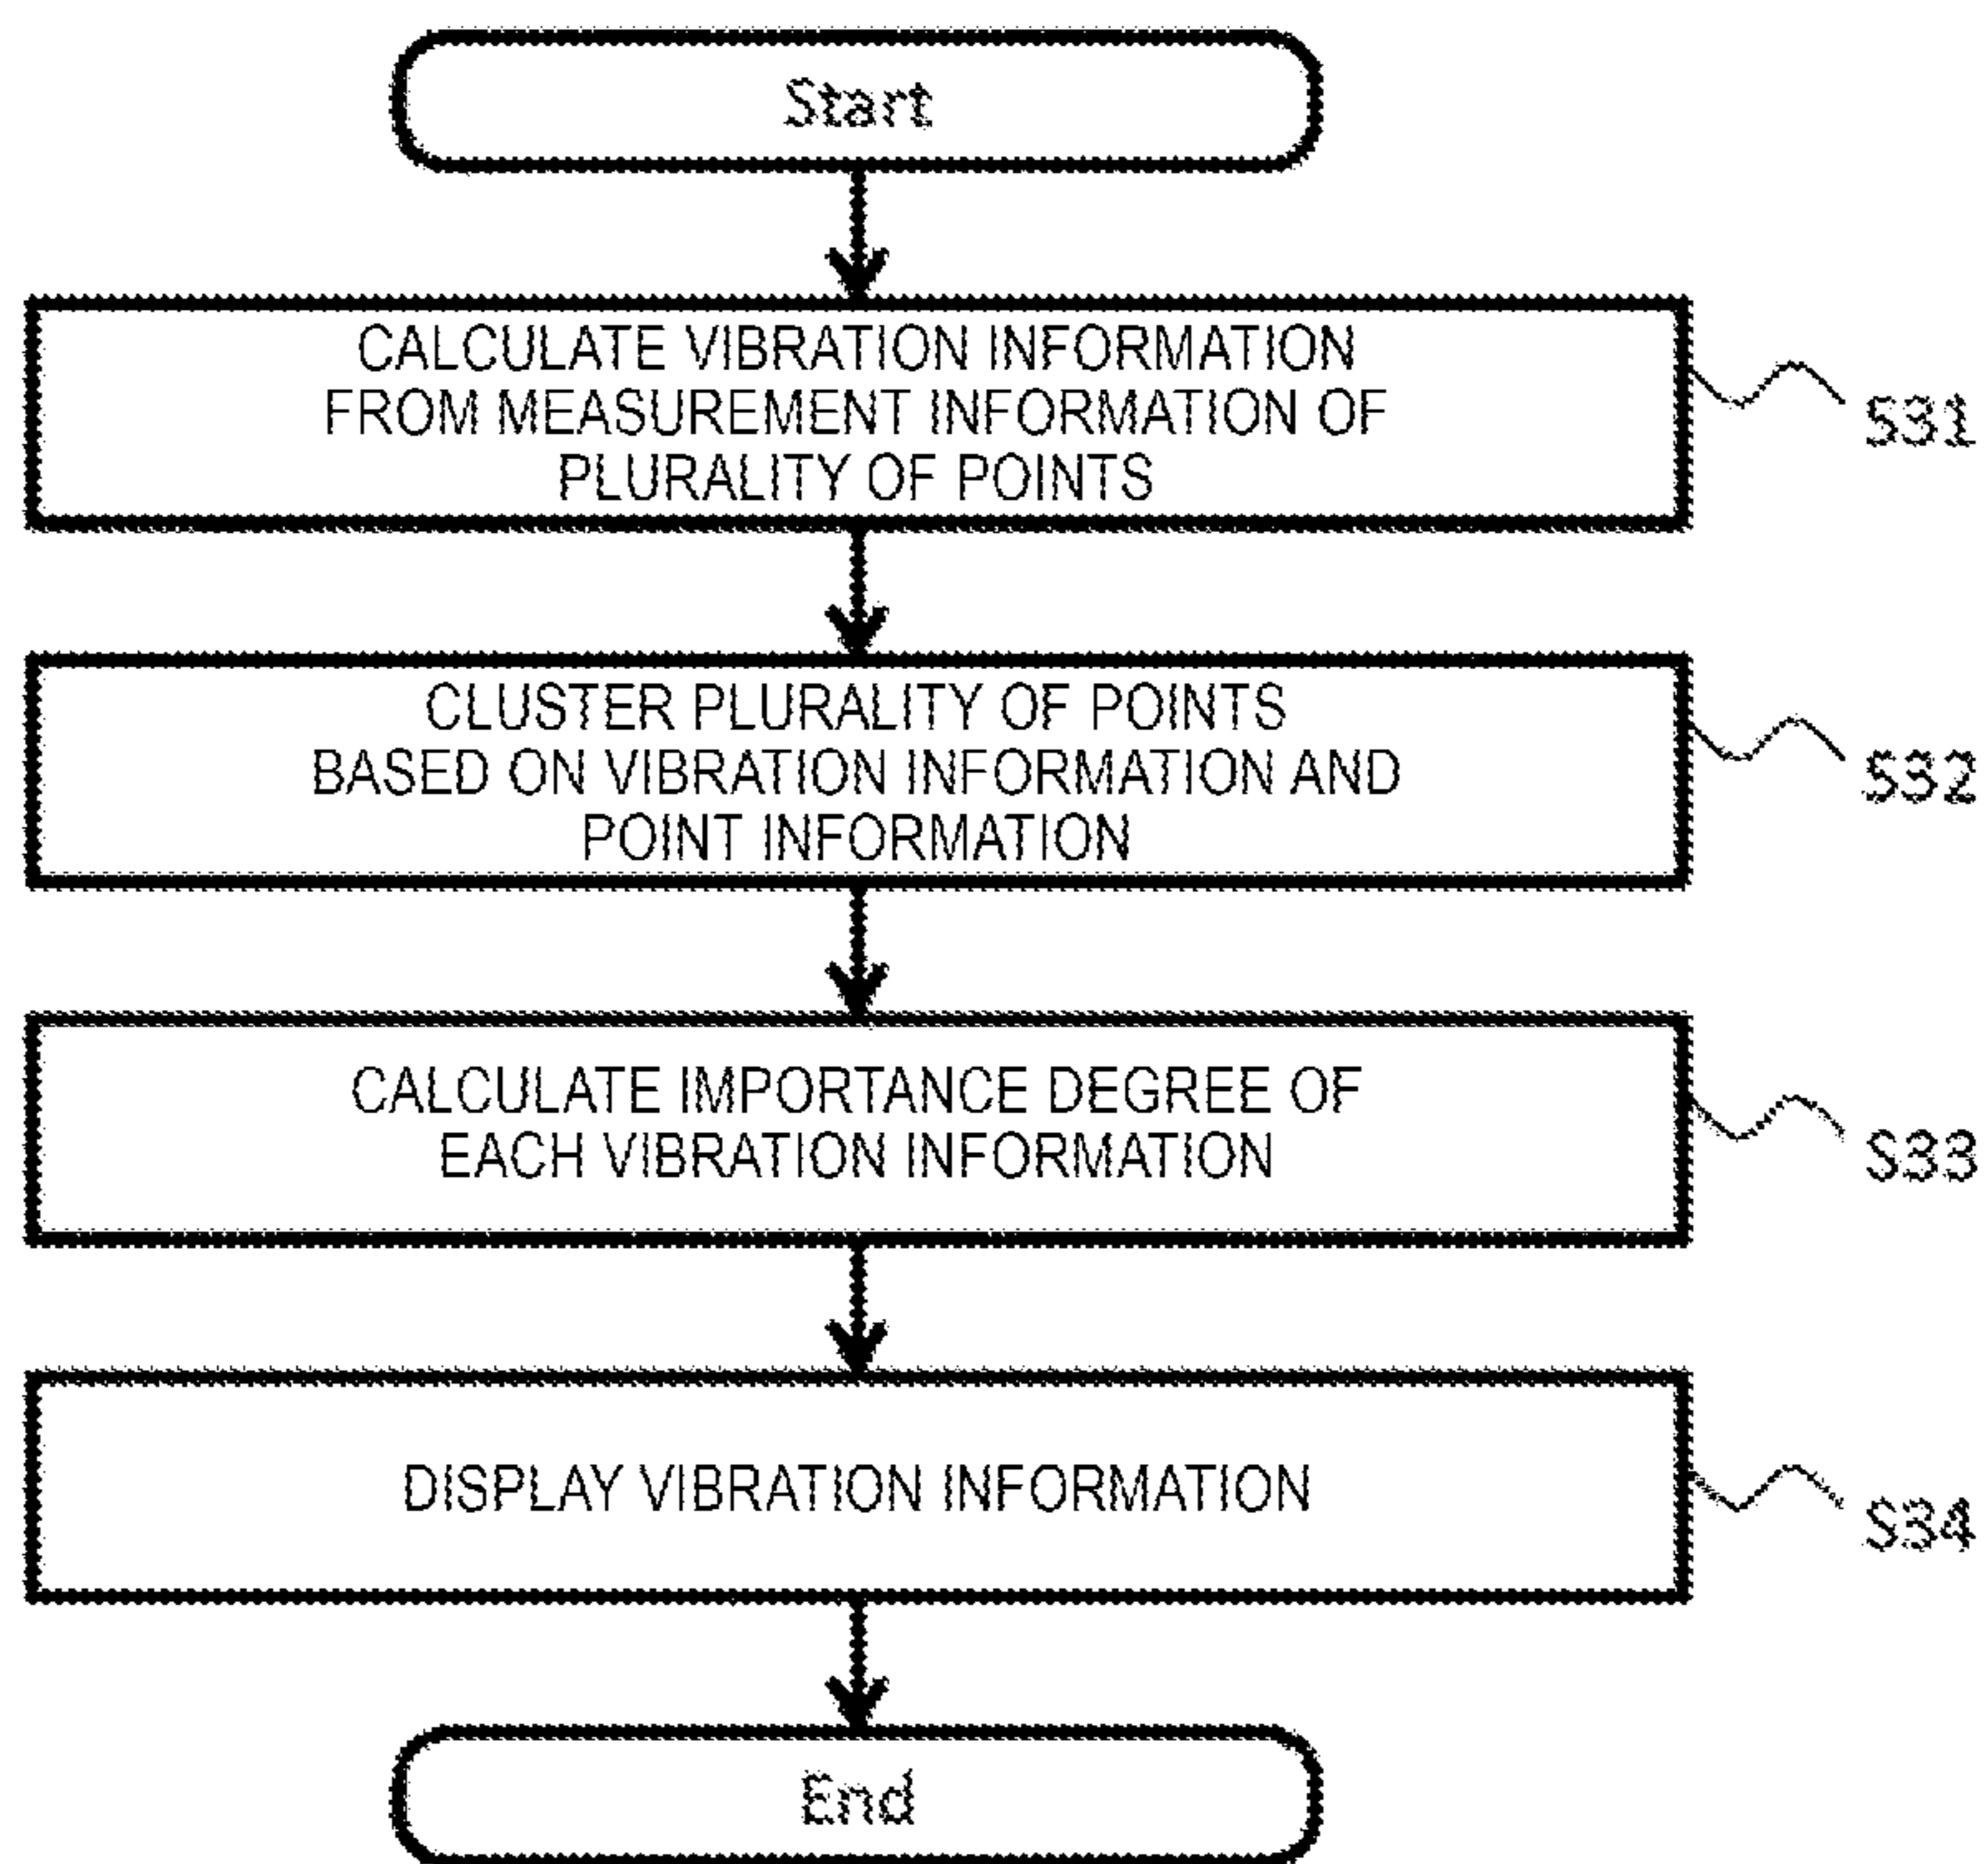 Start
CALCULATE VIBRATION INFORMATION
FROM MEASUREMENT INFORMATION OF
PLURALITY OF POINTS
S31
CLUSTER PLURALITY OF POINTS
BASED ON VIBRATION INFORMATION AND
POINT INFORMATION
S32
CALCULATE IMPORTANCE DEGREE OF
EACH VIBRATION INFORMATION
S33
DISPLAY VIBRATION INFORMATION
S34
End